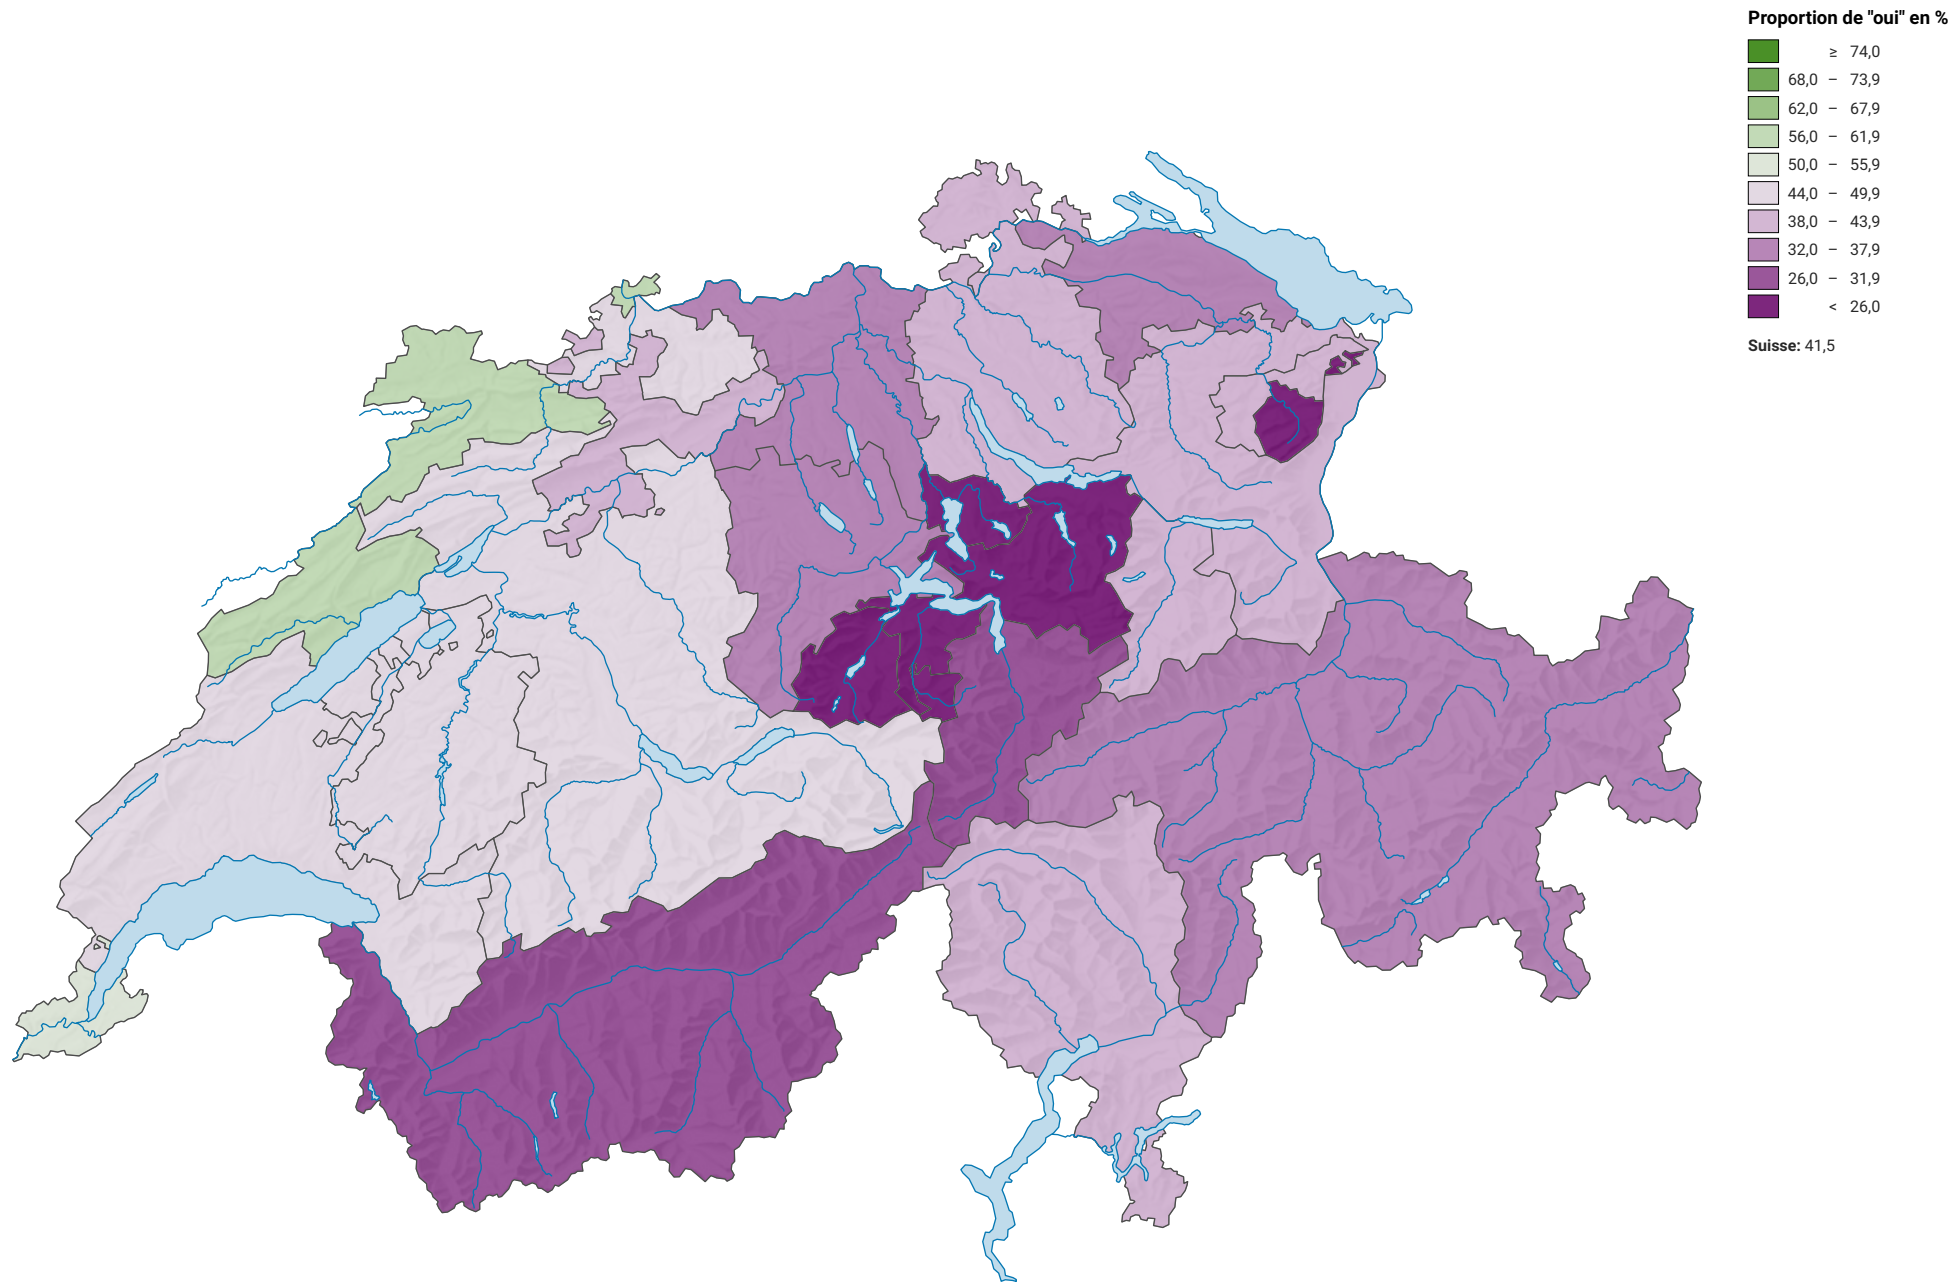 Proportion de "oui" en %
≥ 74,0
68,0 – 73,9
62,0 – 67,9
56,0 – 61,9
50,0 – 55,9
44,0 – 49,9
38,0 – 43,9
32,0 – 37,9
26,0 – 31,9
< 26,0
Suisse: 41,5